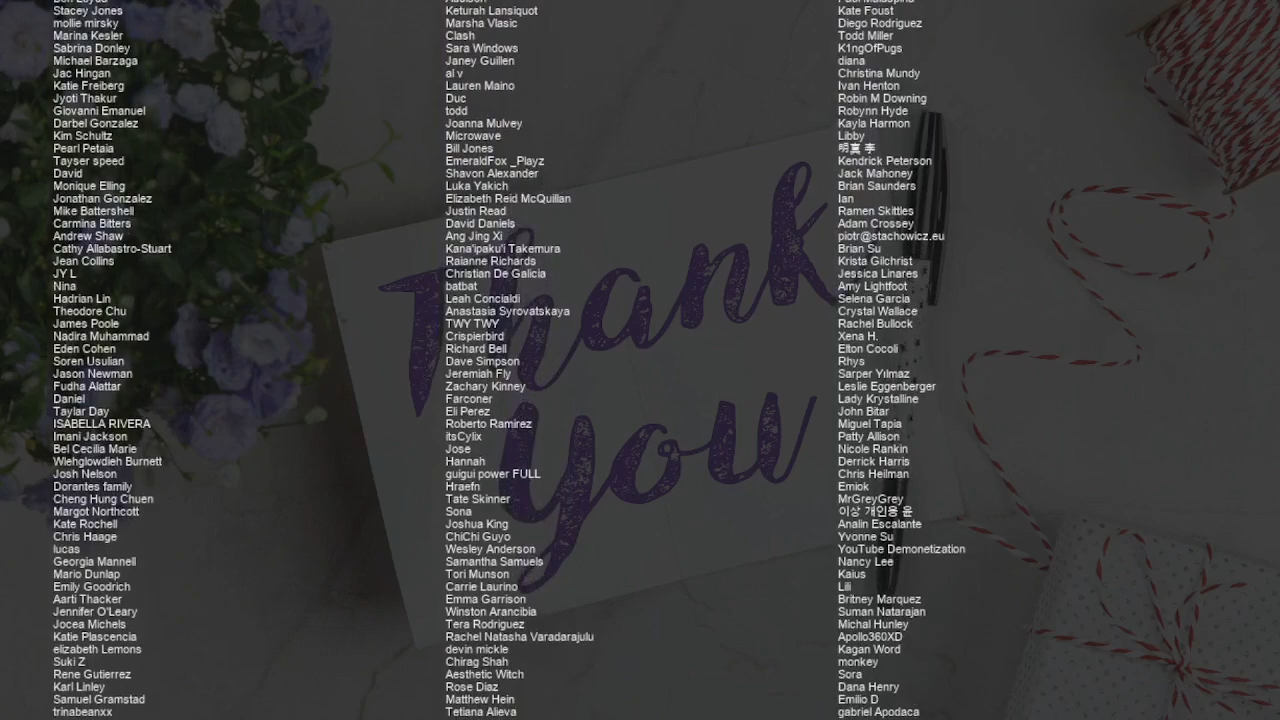 Stacey Jones
mollie mirsky
Marina Kesler
Sabrina Donley
Michael Barzaga
Jac Hingan
Katie Freiberg
Jyoti Thakur
Giovanni Emanuel
Darbel Gonzalez
Kim Schultz
Pearl Petaia
Tayser speed
David
Monique Elling
Jonathan Gonzalez
Mike Battershell
Carmina Bitters
Andrew Shaw
Cathy Allabastro-Stuart
Jean Collins
JY L
Nina
Hadrian Lin
Theodore Chu
James Poole
Nadira Muhammad
Eden Cohen
Soren Usulian
Jason Newman
Fudha Alattar
Daniel
Taylar Day
ISABELLA RIVERA
Imani Jackson
Bel Cecilia Marie
Wlehglowdieh Burnett
Josh Nelson
Dorantes family
Cheng Hung Chuen
Margot Northcott
Kate Rochell
Chris Haage
lucas
Georgia Mannell
Mario Dunlap
Emily Goodrich
Aarti Thacker
Jennifer O'Leary
Jocea Michels
Katie Plascencia
elizabeth Lemons
Suki Z
Rene Gutierrez
Karl Linley
Samuel Gramstad
trinabeanxx
Keturah Lansiquot
Marsha Vlasic
Clash
Sara Windows
Janey Guillen
al v
Lauren Maino
Duc
todd
Joanna Mulvey
Microwave
Bill Jones
EmeraldFox _Playz
Shavon Alexander
Luka Yakich
Elizabeth Reid McQuillan
Justin Read
David Daniels
Ang Jing Xi
Kana'ipaku'i Takemura
Raianne Richards
Christian De Galicia
batbat
Leah Concialdi
Anastasia Syrovatskaya
TWY TWY
Crispierbird
Richard Bell
Dave Simpson
Jeremiah Fly
Zachary Kinney
Farconer
Eli Perez
Roberto Ramirez
itsCylix
Jose
Hannah
guigui power FULL
Hraefn
Tate Skinner
Sona
Joshua King
ChiChi Guyo
Wesley Anderson
Samantha Samuels
Tori Munson
Carrie Laurino
Emma Garrison
Winston Arancibia
Tera Rodriguez
Rachel Natasha Varadarajulu
devin mickle
Chirag Shah
Aesthetic Witch
Rose Diaz
Matthew Hein
Tetiana Alieva
Kate Foust
Diego Rodriguez
Todd Miller
K1ngOfPugs
diana
Christina Mundy
Ivan Henton
Robin M Downing
Robynn Hyde
Kayla Harmon
Libby
明真 李
Kendrick Peterson
Jack Mahoney
Brian Saunders
Ian
Ramen Skittles
Adam Crossey
piotr@stachowicz.eu
Brian Su
Krista Gilchrist
Jessica Linares
Amy Lightfoot
Selena Garcia
Crystal Wallace
Rachel Bullock
Xena H.
Elton Cocoli
Rhys
Sarper Yılmaz
Leslie Eggenberger
Lady Krystalline
John Bitar
Miguel Tapia
Patty Allison
Nicole Rankin
Derrick Harris
Chris Heilman
Emiok
MrGreyGrey
이상 개인용 윤
Analin Escalante
Yvonne Su
YouTube Demonetization
Nancy Lee
Kaius
Lili
Britney Marquez
Suman Natarajan
Michal Hunley
Apollo360XD
Kagan Word
monkey
Sora
Dana Henry
Emilio D
gabriel Apodaca
Thank
you